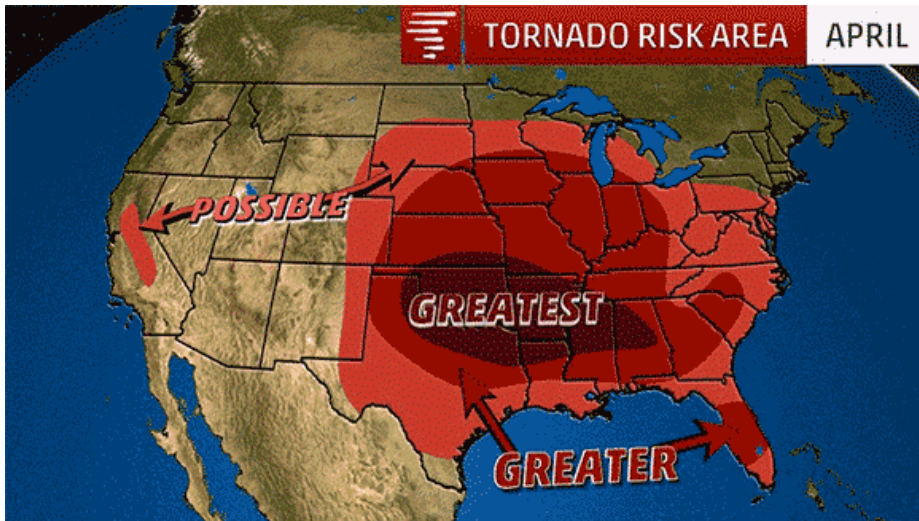 TORNADO RISK AREA APRIL
POSSIBLE
GREATEST
GREATER